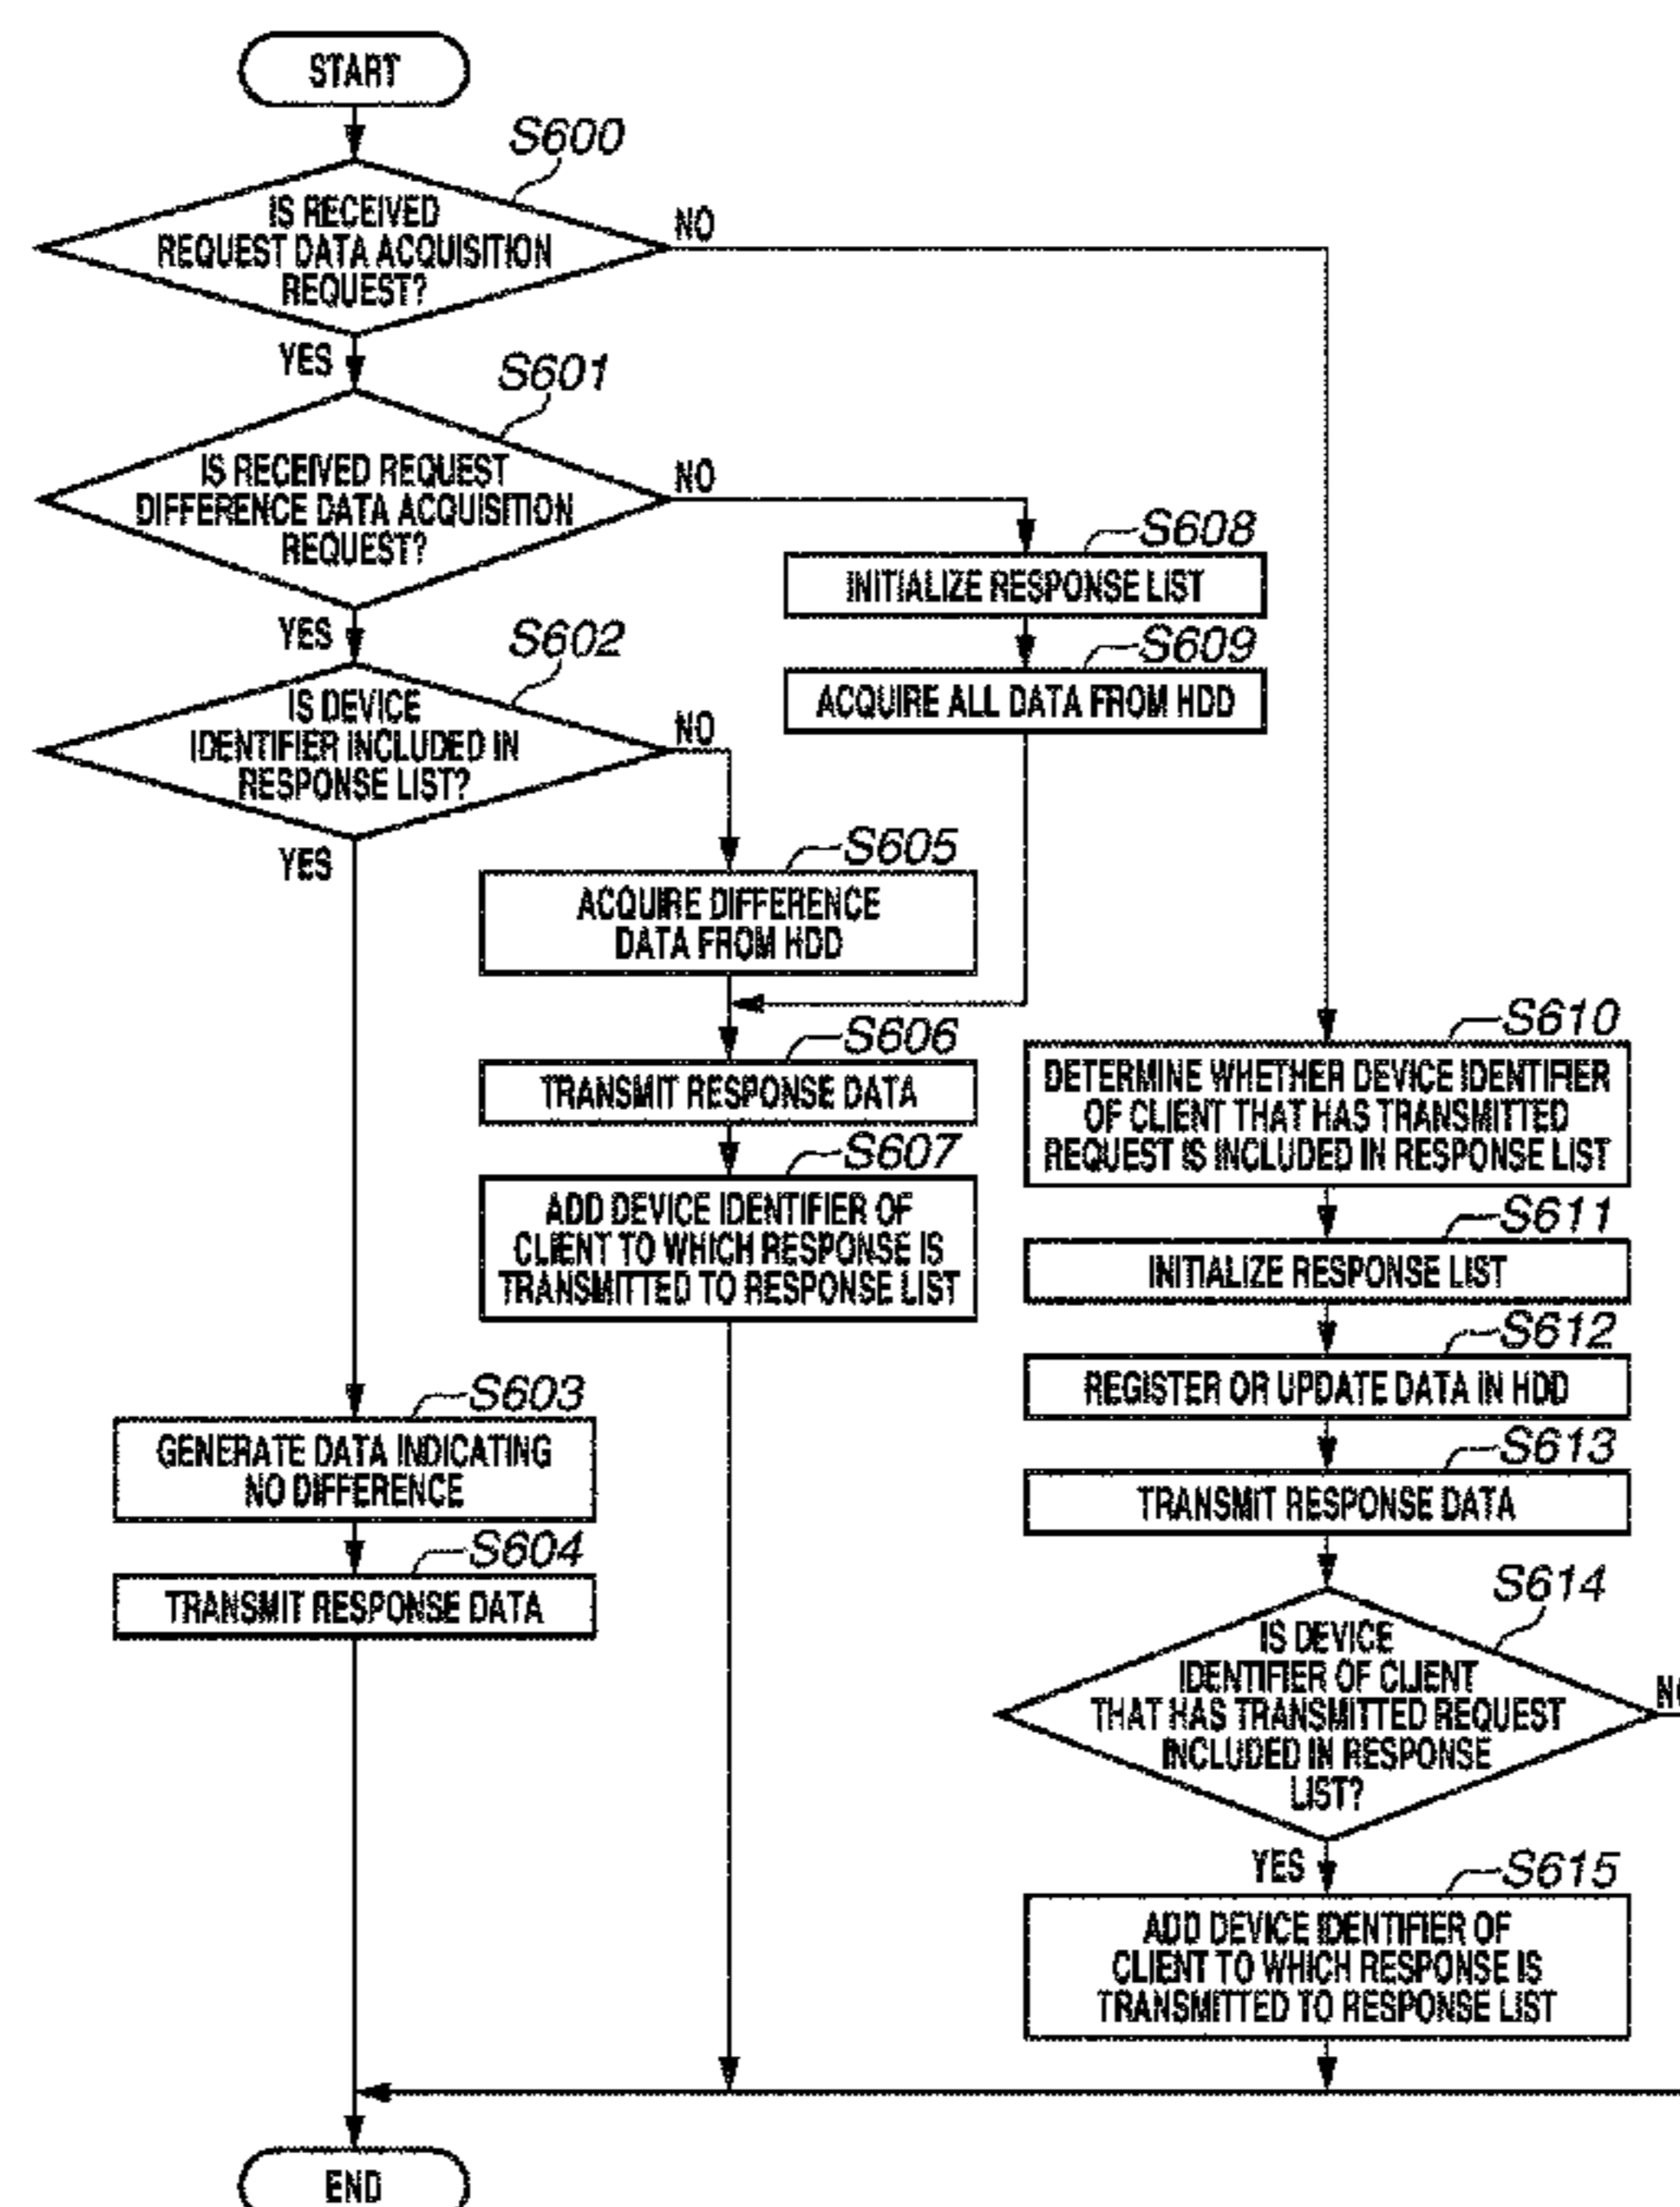 START
S600
IS RECEIVED
REQUEST DATA ACQUISITION
REQUEST?
NO
YES
S601
IS RECEIVED REQUEST
DIFFERENCE DATA ACQUISITION
REQUEST?
NO
YES
S608
INITIALIZE RESPONSE LIST
S609
ACQUIRE ALL DATA FROM HDD
S602
IS DEVICE
IDENTIFIER INCLUDED IN
RESPONSE LIST?
NO
YES
S605
ACQUIRE DIFFERENCE
DATA FROM HDD
S606
TRANSMIT RESPONSE DATA
S607
ADD DEVICE IDENTIFIER OF
CLIENT TO WHICH RESPONSE IS
TRANSMITTED TO RESPONSE LIST
S603
GENERATE DATA INDICATING
NO DIFFERENCE
S604
TRANSMIT RESPONSE DATA
S610
DETERMINE WHETHER DEVICE IDENTIFIER
OF CLIENT THAT HAS TRANSMITTED
REQUEST IS INCLUDED IN RESPONSE LIST
S611
INITIALIZE RESPONSE LIST
S612
REGISTER OR UPDATE DATA IN HDD
S613
TRANSMIT RESPONSE DATA
S614
IS DEVICE
IDENTIFIER OF CLIENT
THAT HAS TRANSMITTED REQUEST
INCLUDED IN RESPONSE
LIST?
NO
YES
S615
ADD DEVICE IDENTIFIER OF
CLIENT TO WHICH RESPONSE IS
TRANSMITTED TO RESPONSE LIST
END